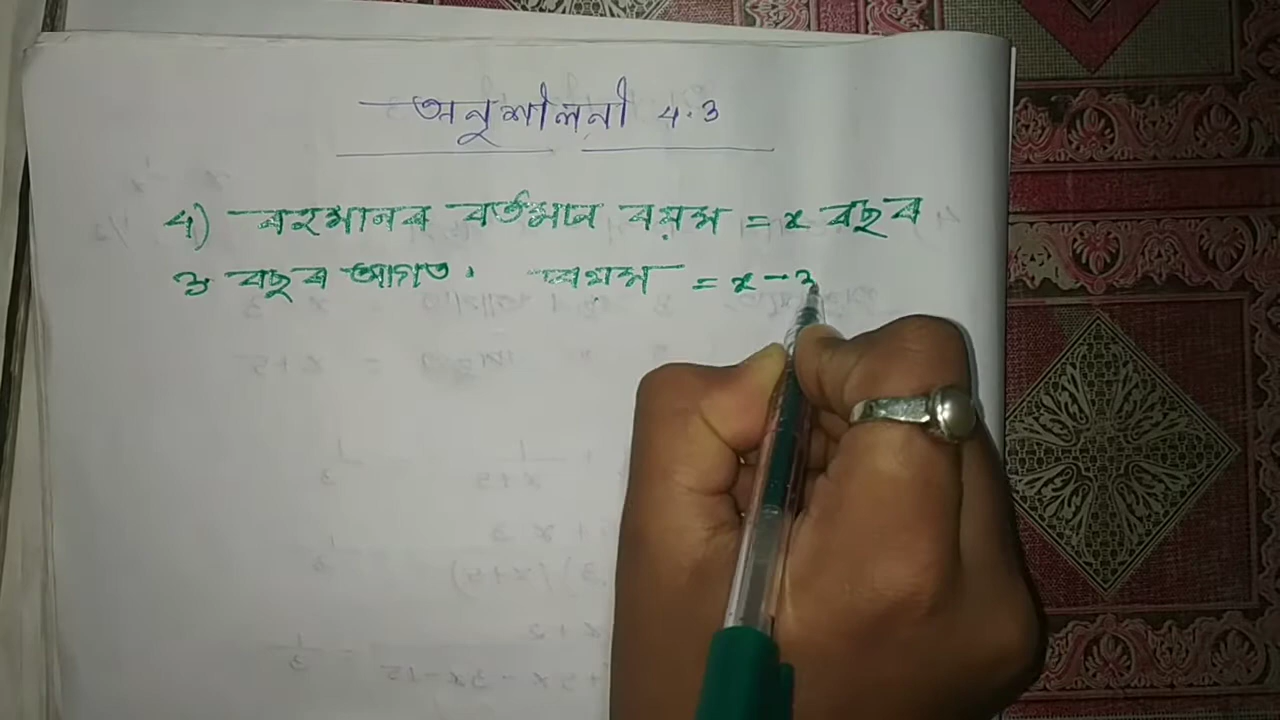 অনুশীলনী 4.3
4) ৰহমানৰ বৰ্তমান বয়স = x বছৰ
3 বছৰ আগত, বয়স = x - 3